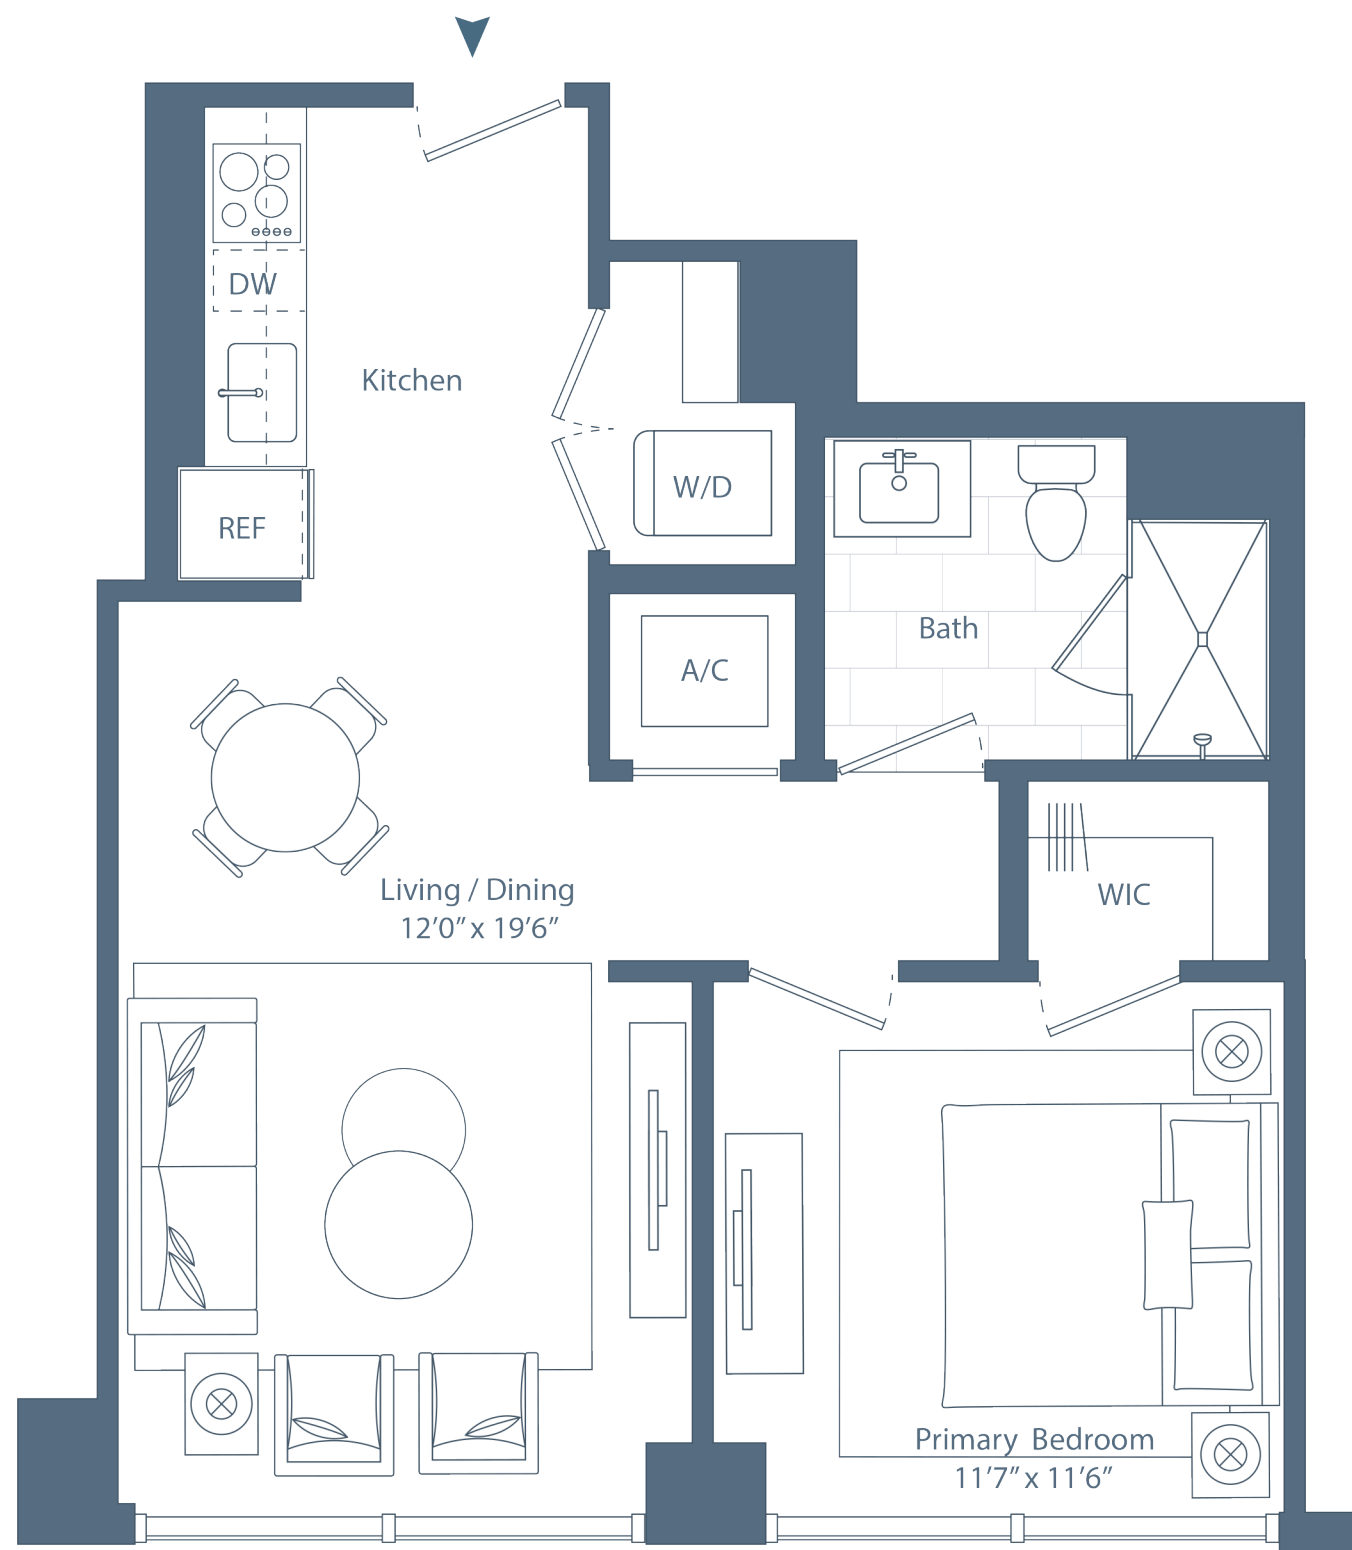 DW
Kitchen
W/D
REF
Bath
A/C
Living / Dining
12’0” x 19’6”
WIC
Primary Bedroom
11’7” x 11’6”